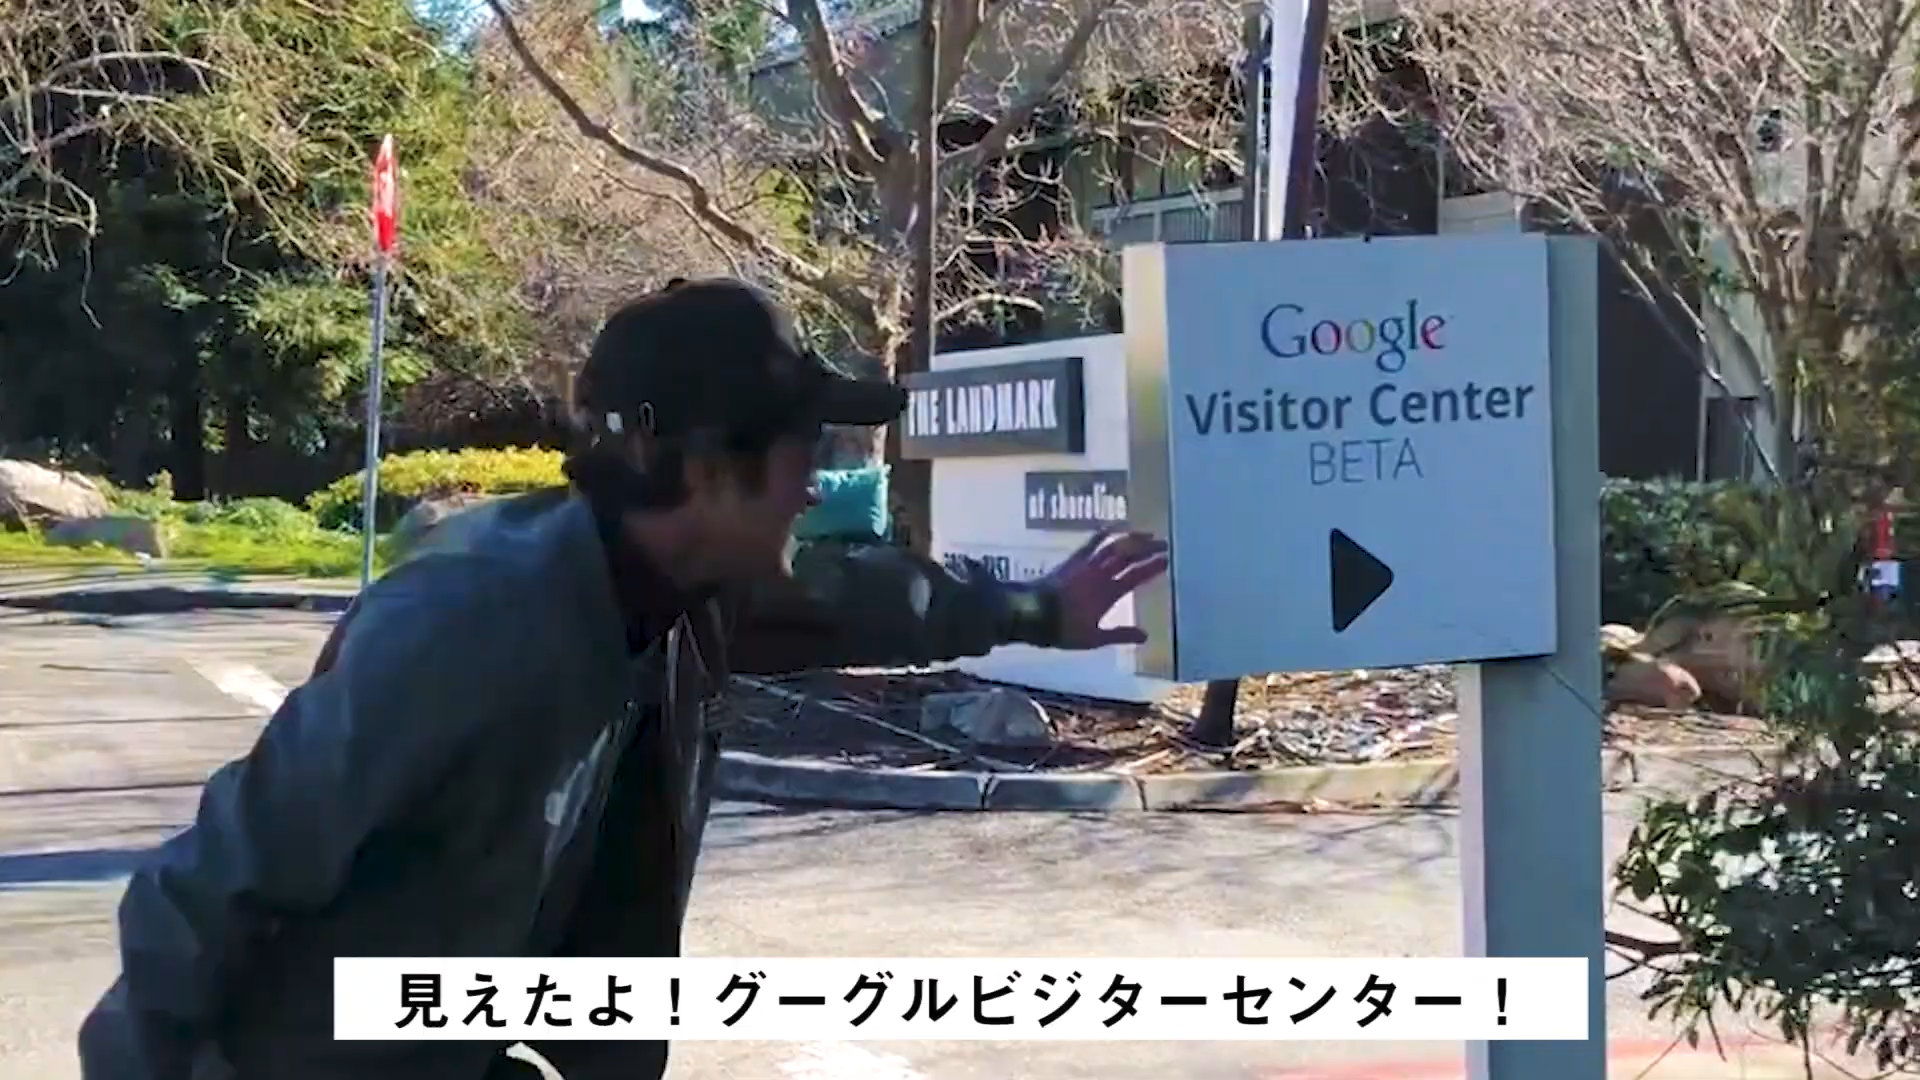 Google
Visitor Center
BETA
THE LANDMARK
at shoreline
見えたよ！グーグルビジターセンター！